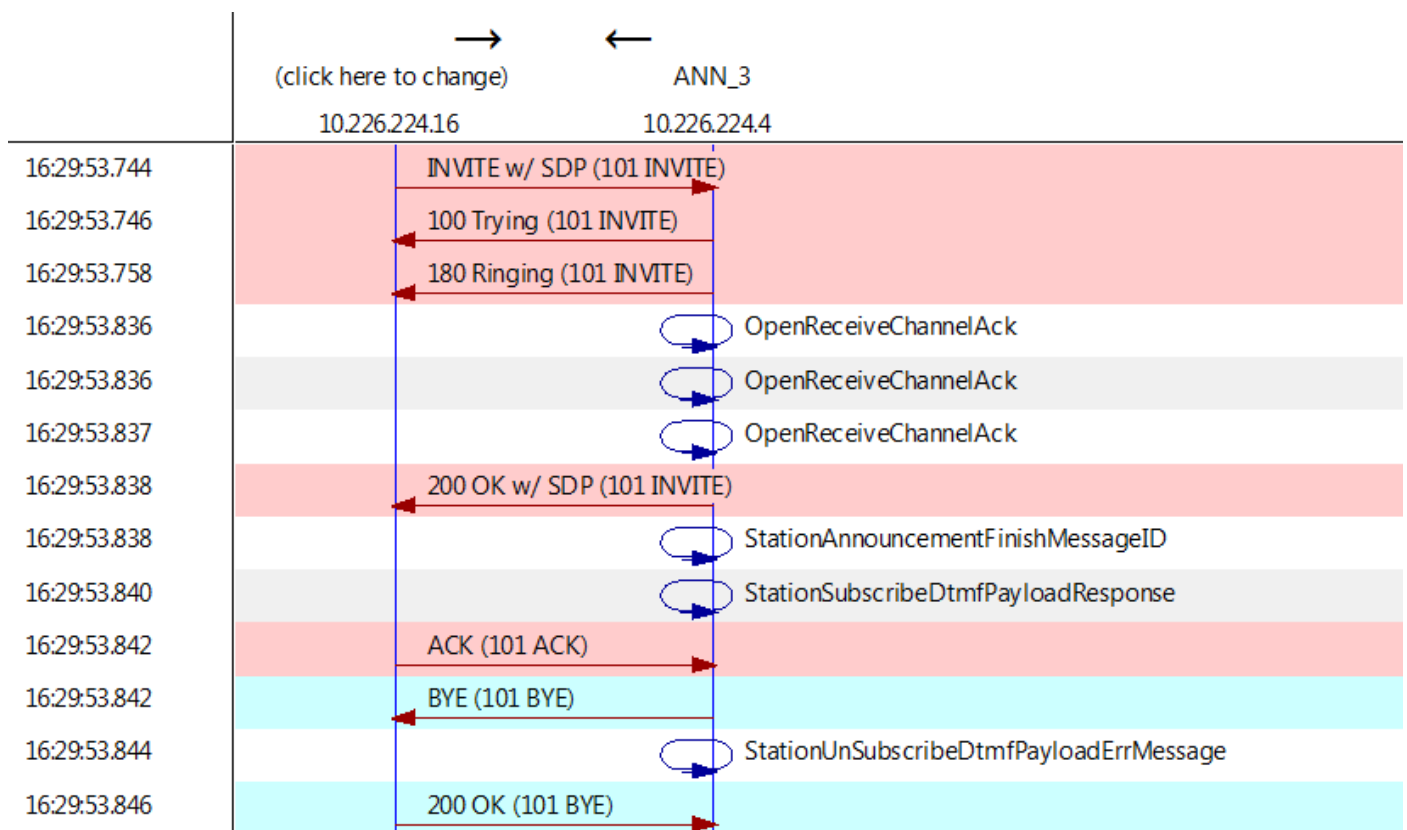 → ←
(click here to change) ANN_3
10.226.224.16 10.226.224.4
16:29:53.744 INVITE w/ SDP (101 INVITE)
16:29:53.746 100 Trying (101 INVITE)
16:29:53.758 180 Ringing (101 INVITE)
16:29:53.836 OpenReceiveChannelAck
16:29:53.836 OpenReceiveChannelAck
16:29:53.837 OpenReceiveChannelAck
16:29:53.838 200 OK w/ SDP (101 INVITE)
16:29:53.838 StationAnnouncementFinishMessageID
16:29:53.840 StationSubscribeDtmfPayloadResponse
16:29:53.842 ACK (101 ACK)
16:29:53.842 BYE (101 BYE)
16:29:53.844 StationUnSubscribeDtmfPayloadErrMessage
16:29:53.846 200 OK (101 BYE)